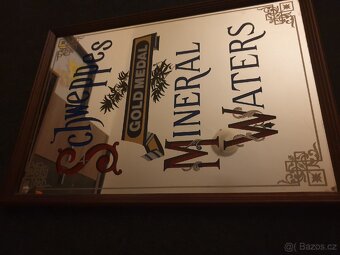 Schweppes
GOLD MEDAL
MINERAL
WATERS
© Bazos.cz